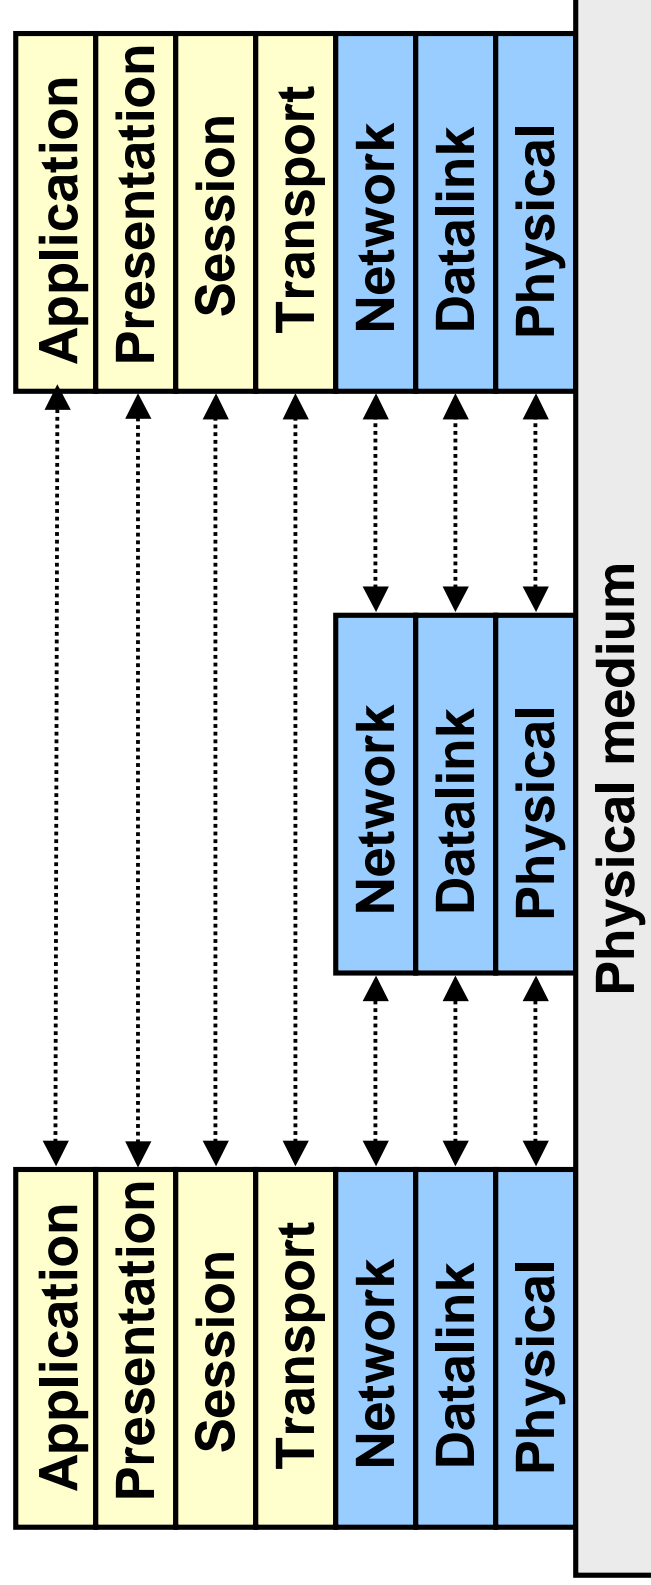 Application
Presentation
Session
Transport
Network
Datalink
Physical
Network
Datalink
Physical
Application
Presentation
Session
Transport
Network
Datalink
Physical
Physical medium